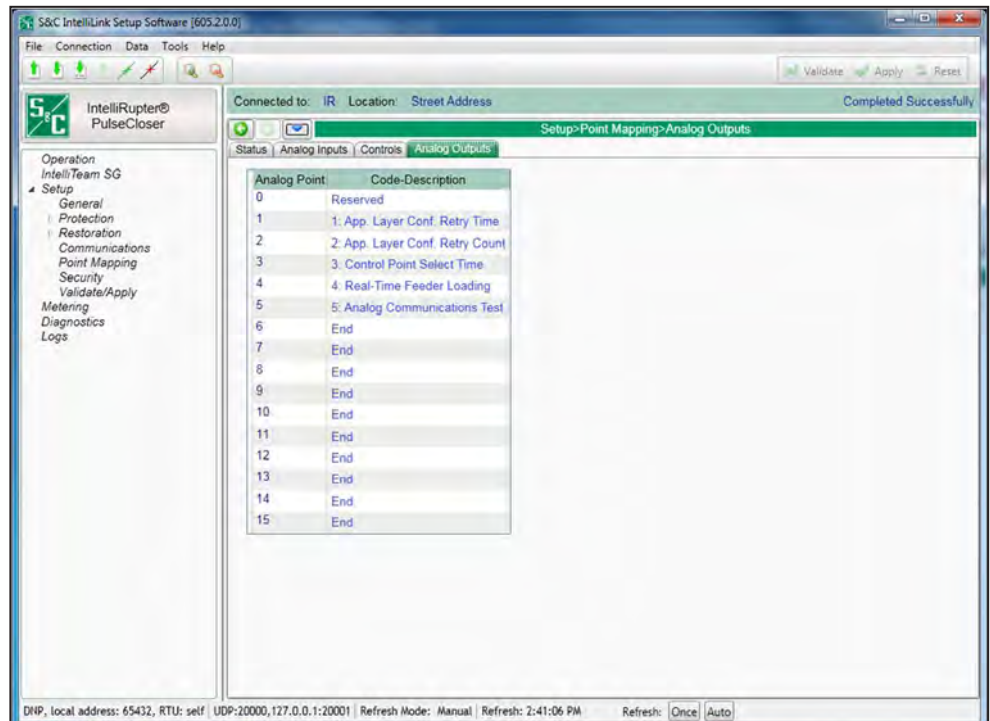 S&C IntelliLink Setup Software [605.2.0.0]
File Connection Data Tools Help
Validate Apply Reset
S&C
IntelliRupter®
PulseCloser
Connected to: IR Location: Street Address Completed Successfully
Setup>Point Mapping>Analog Outputs
Status Analog Inputs Controls Analog Outputs
Operation
IntelliTeam SG
Setup
General
Protection
Restoration
Communications
Point Mapping
Security
Validate/Apply
Metering
Diagnostics
Logs
Analog Point Code-Description
0 Reserved
1 1: App. Layer Conf. Retry Time
2 2: App. Layer Conf. Retry Count
3 3: Control Point Select Time
4 4: Real-Time Feeder Loading
5 5: Analog Communications Test
6 End
7 End
8 End
9 End
10 End
11 End
12 End
13 End
14 End
15 End
DNP, local address: 65432, RTU: self UDP:20000,127.0.0.1:20001 Refresh Mode: Manual Refresh: 2:41:06 PM Refresh: Once Auto